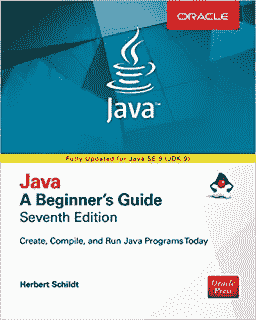 ORACLE
Java™
Fully Updated for Java SE 9 (JDK 9)
Java
A Beginner's Guide
Seventh Edition
Create, Compile, and Run Java Programs Today
Herbert Schildt
Oracle
Press